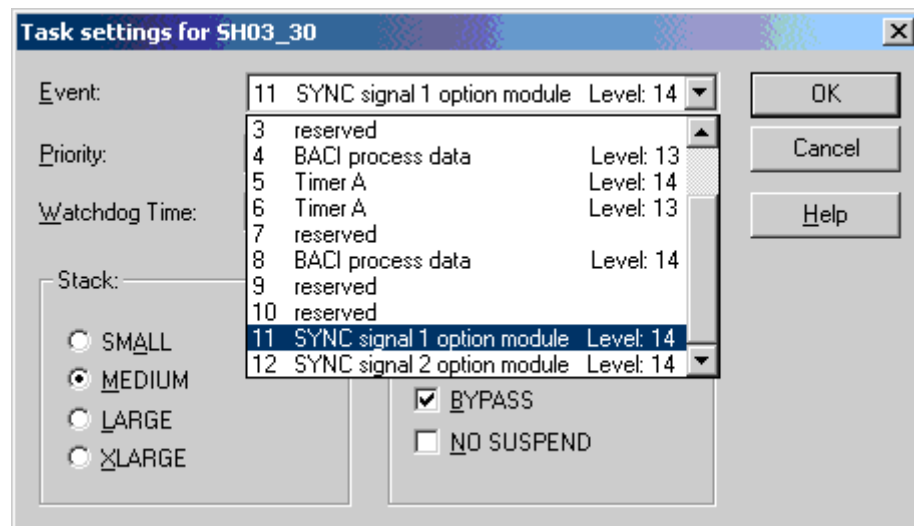 Task settings for SH03_30
Event:
11 SYNC signal 1 option module Level: 14
OK
3 reserved
Priority:
4 BACI process data Level: 13
Cancel
5 Timer A Level: 14
6 Timer A Level: 13
Watchdog Time:
Help
7 reserved
8 BACI process data Level: 14
Stack:
9 reserved
10 reserved
11 SYNC signal 1 option module Level: 14
SMALL
12 SYNC signal 2 option module Level: 14
MEDIUM
BYPASS
LARGE
NO SUSPEND
XLARGE